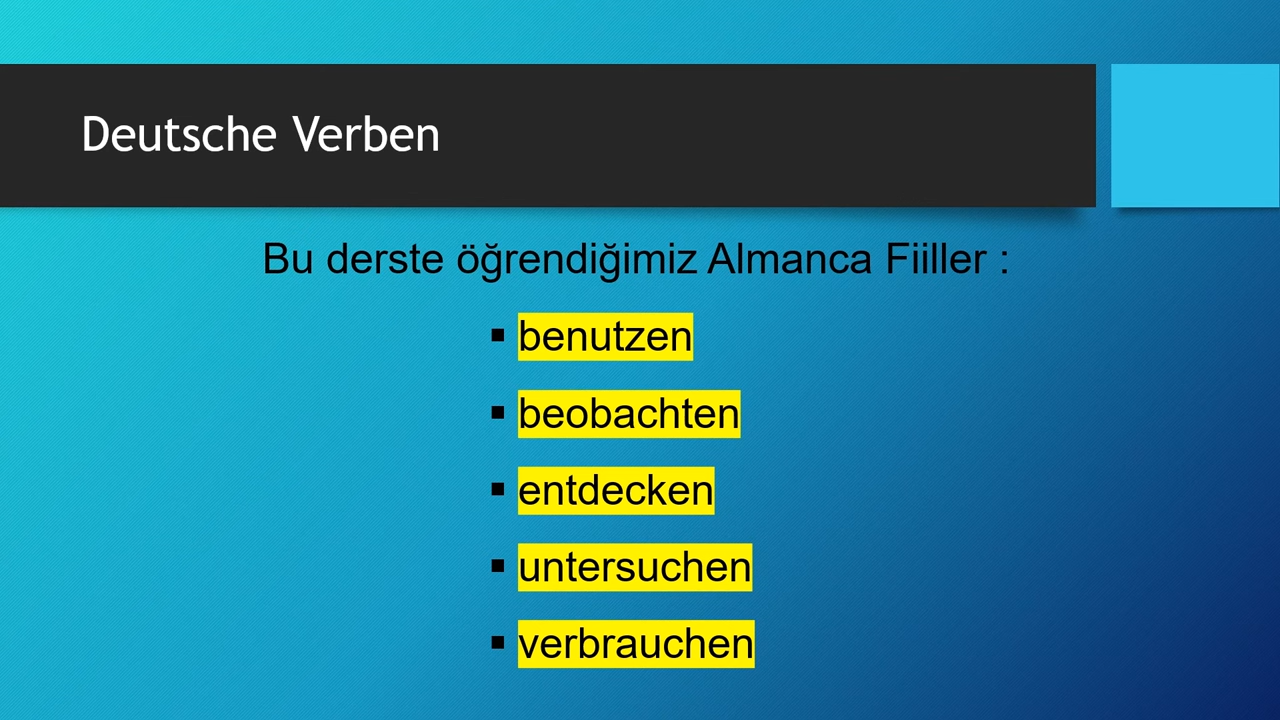 Deutsche Verben
Bu derste öğrendiğimiz Almanca Fiiller :
▪ benutzen
▪ beobachten
▪ entdecken
▪ untersuchen
▪ verbrauchen